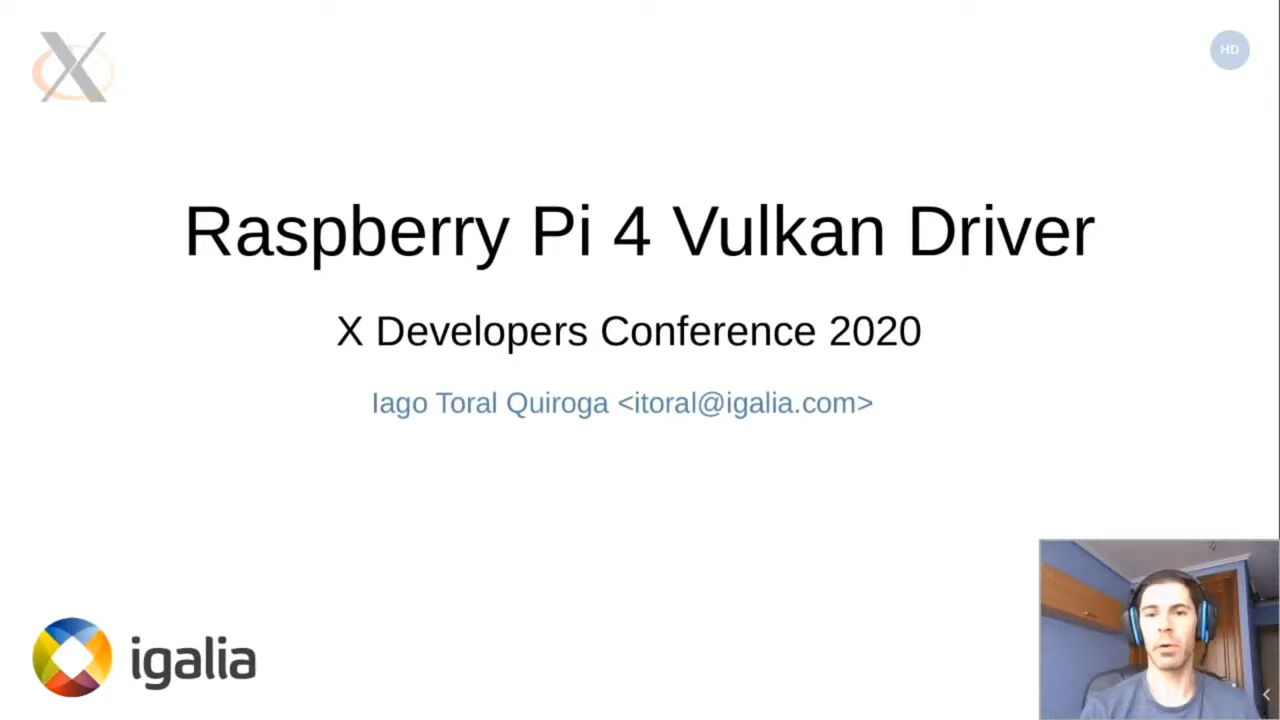 X
HD
Raspberry Pi 4 Vulkan Driver
X Developers Conference 2020
Iago Toral Quiroga <itoral@igalia.com>
igalia